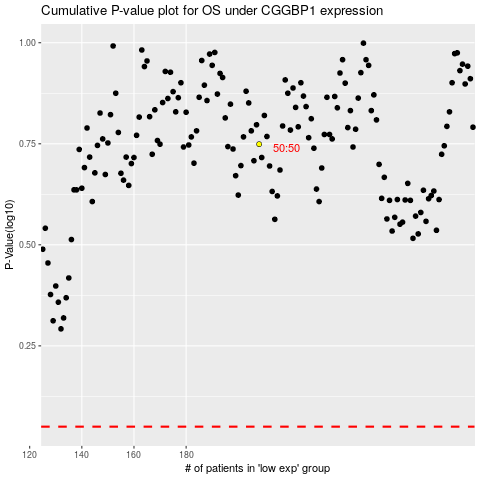 Cumulative P-value plot for OS under CGGBP1 expression
1.00
0.75
0.50
0.25
P-Value(log10)
50:50
120 140 160 180
# of patients in 'low exp' group